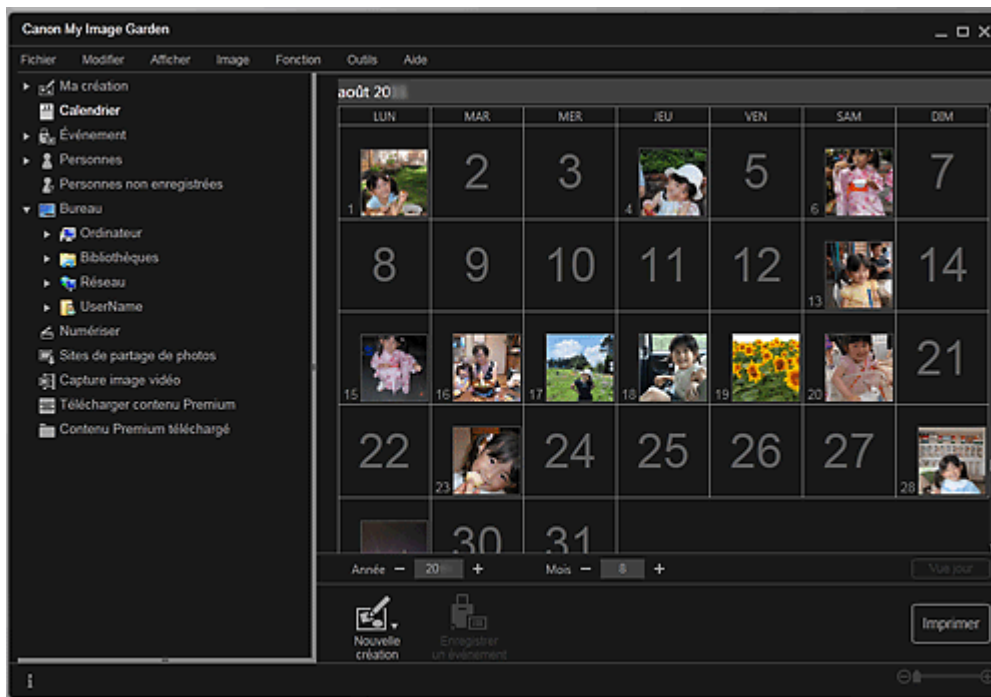 Canon My Image Garden
Fichier Modifier Afficher Image Fonction Outils Aide
Ma création
Calendrier
Événement
Personnes
Personnes non enregistrées
Bureau
Ordinateur
Bibliothèques
Réseau
UserName
Numériser
Sites de partage de photos
Capture image vidéo
Télécharger contenu Premium
Contenu Premium téléchargé
août 20
LUN MAR MER JEU VEN SAM DIM
1 2 3 4 5 6 7
8 9 10 11 12 13 14
15 16 17 18 19 20 21
22 23 24 25 26 27 28
30 31
Année − 20 + Mois − 8 + Vue jour
Nouvelle création
Enregistrer un événement
Imprimer